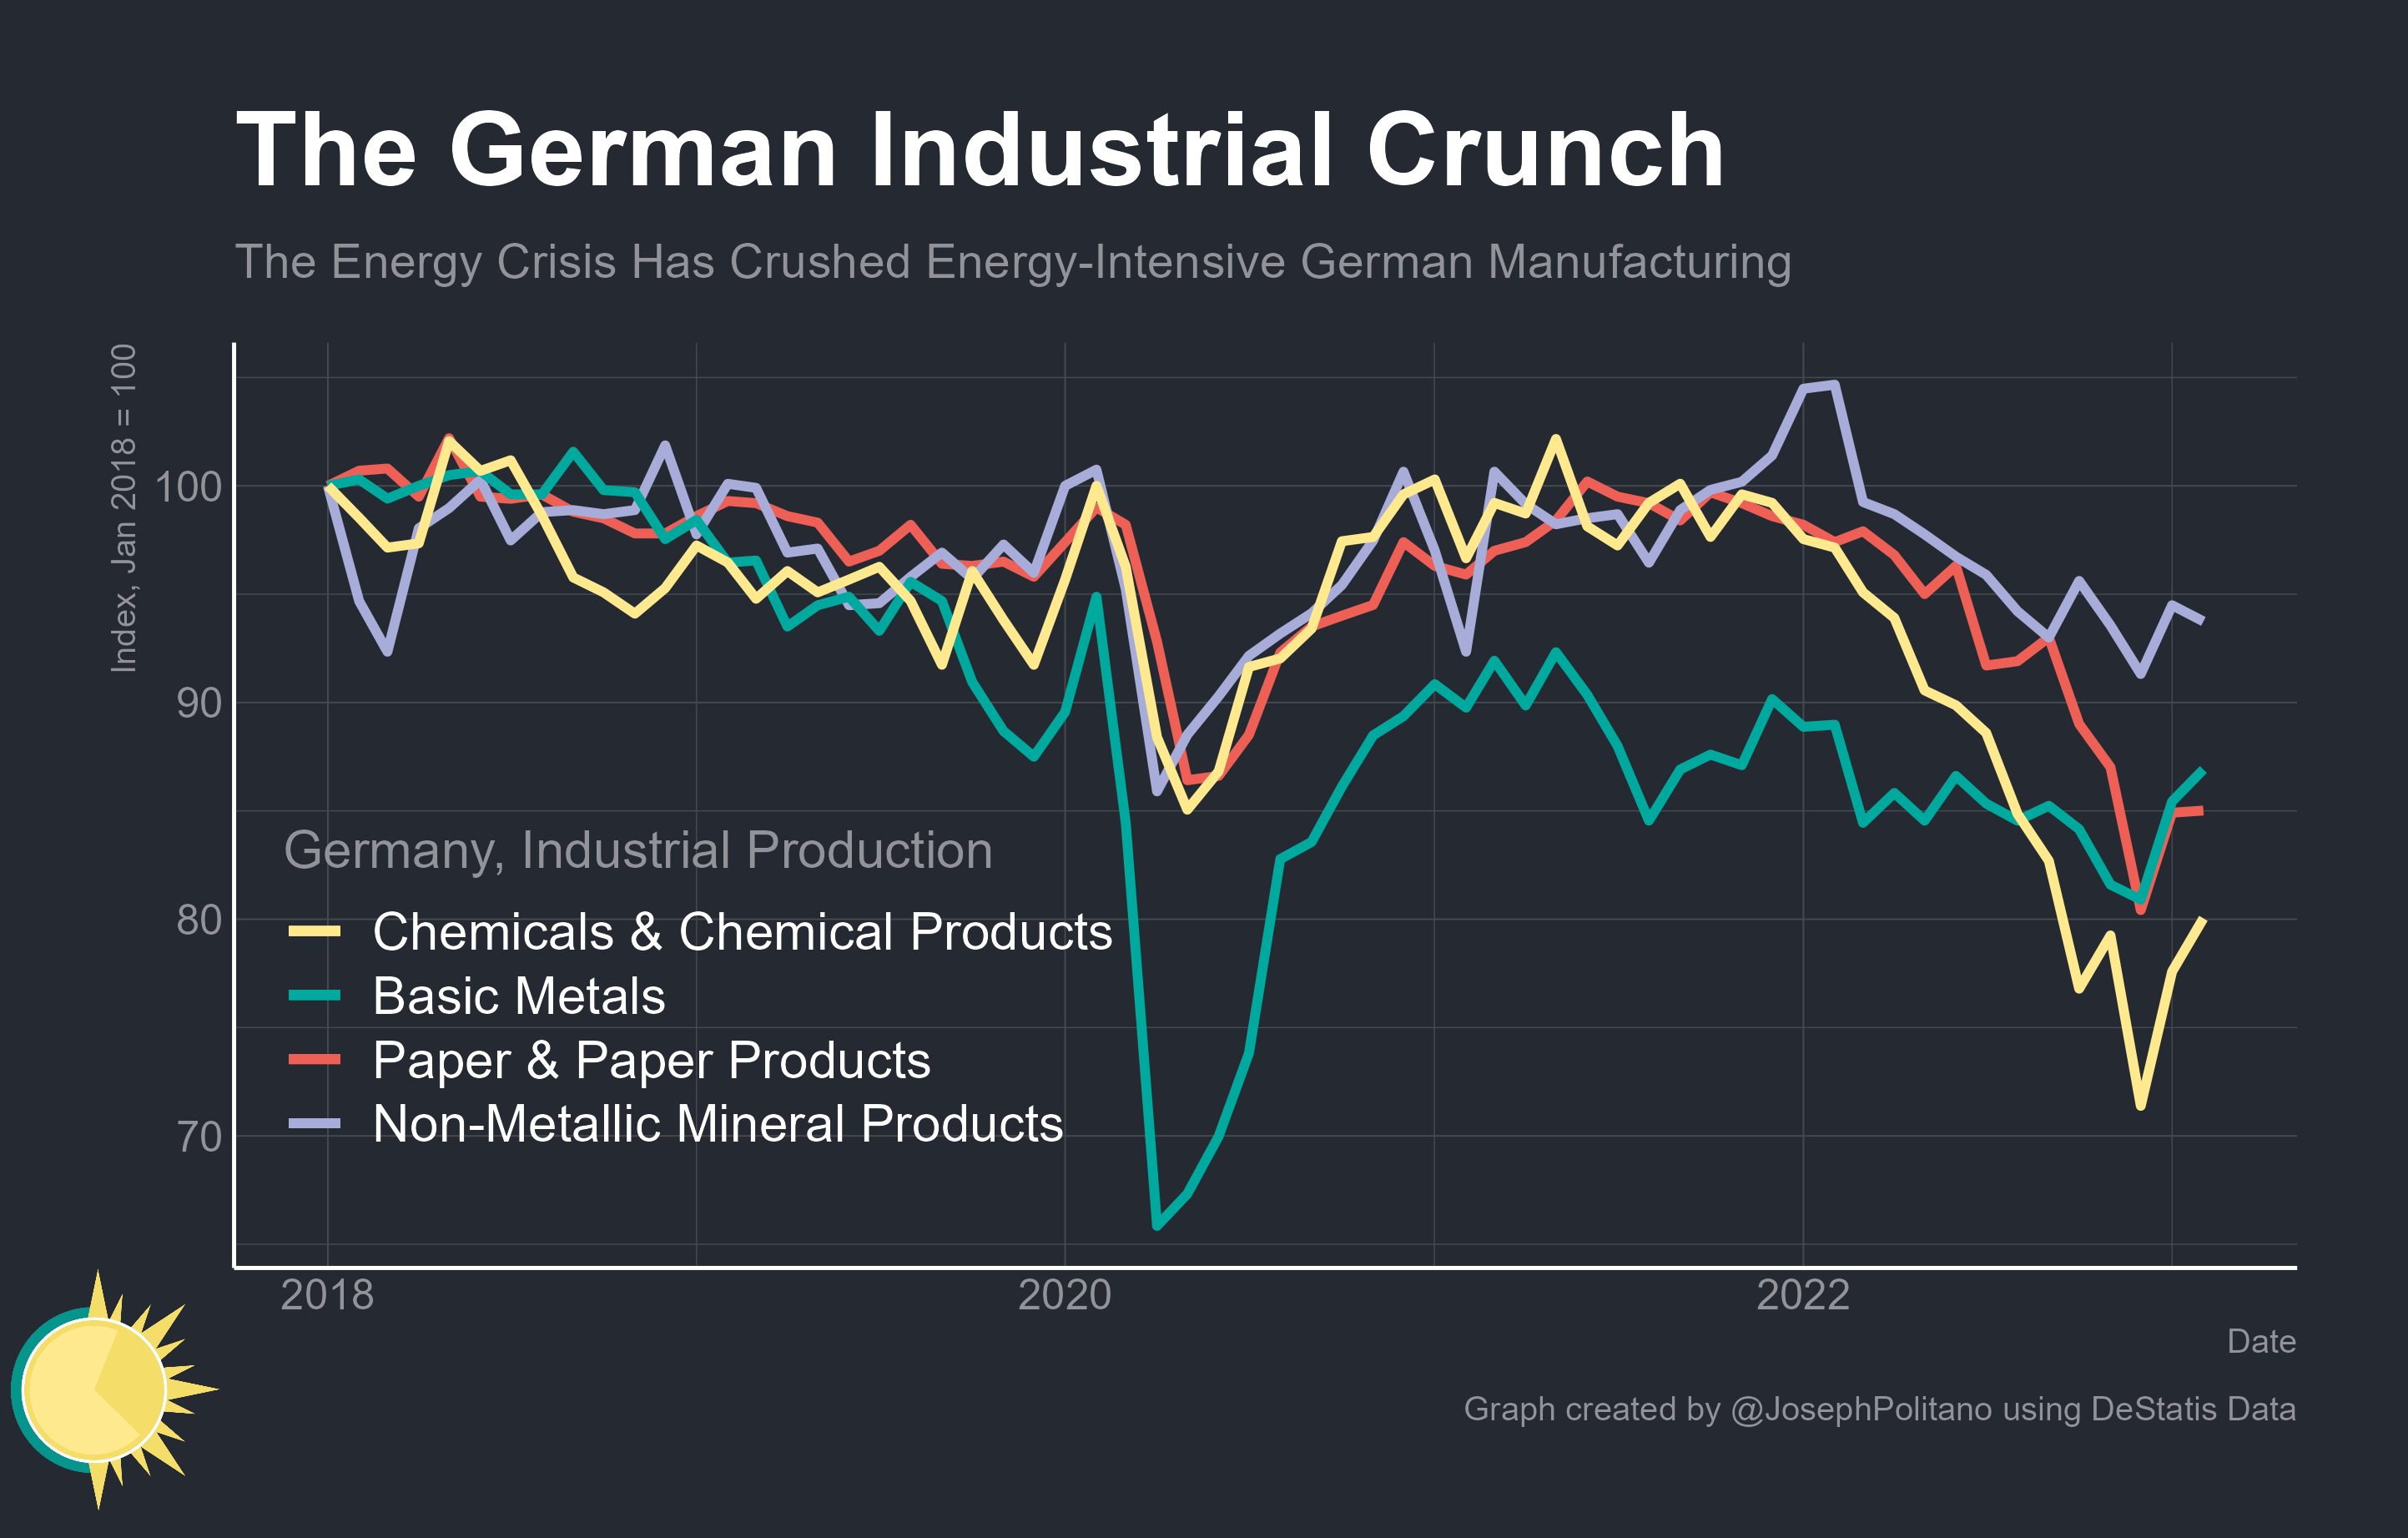 The German Industrial Crunch
The Energy Crisis Has Crushed Energy-Intensive German Manufacturing
Index, Jan 2018 = 100
100
90
80
70
Germany, Industrial Production
Chemicals & Chemical Products
Basic Metals
Paper & Paper Products
Non-Metallic Mineral Products
2018
2020
2022
Date
Graph created by @JosephPolitano using DeStatis Data